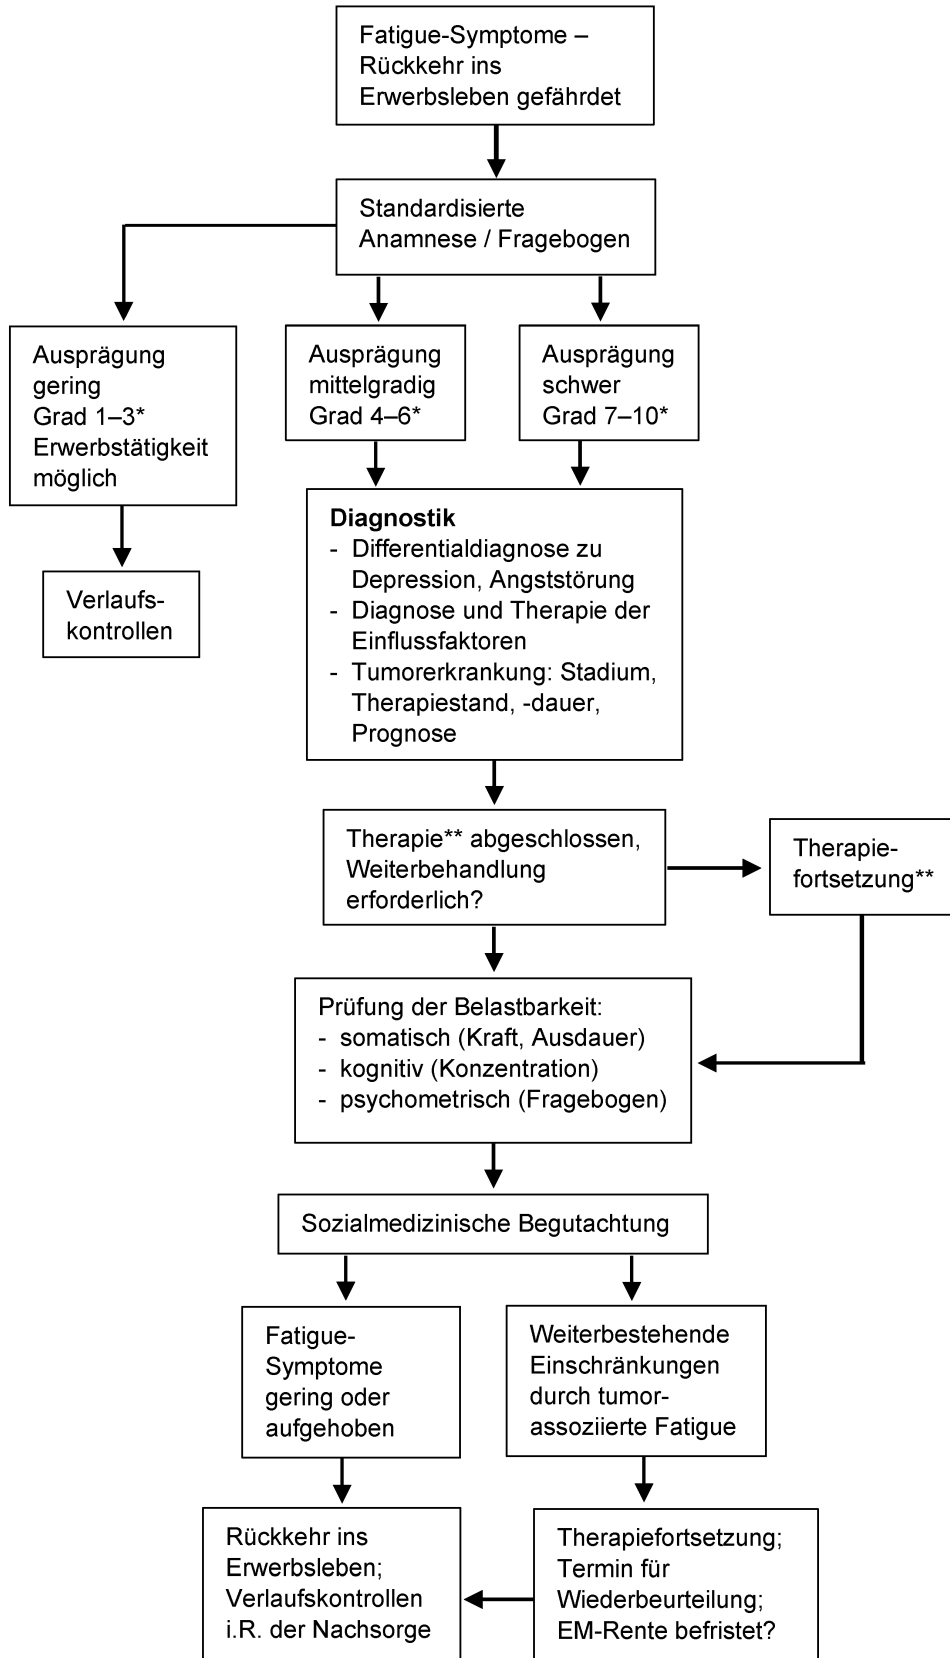 Fatigue-Symptome –
Rückkehr ins
Erwerbsleben gefährdet
Standardisierte
Anamnese / Fragebogen
Ausprägung
gering
Grad 1–3*
Erwerbstätigkeit
möglich
Ausprägung
mittelgradig
Grad 4–6*
Ausprägung
schwer
Grad 7–10*
Verlaufs-
kontrollen
Diagnostik
- Differentialdiagnose zu
Depression, Angststörung
- Diagnose und Therapie der
Einflussfaktoren
- Tumorerkrankung: Stadium,
Therapiestand, -dauer,
Prognose
Therapie** abgeschlossen,
Weiterbehandlung
erforderlich?
Therapie-
fortsetzung**
Prüfung der Belastbarkeit:
- somatisch (Kraft, Ausdauer)
- kognitiv (Konzentration)
- psychometrisch (Fragebogen)
Sozialmedizinische Begutachtung
Fatigue-
Symptome
gering oder
aufgehoben
Weiterbestehende
Einschränkungen
durch tumor-
assoziierte Fatigue
Rückkehr ins
Erwerbsleben;
Verlaufskontrollen
i.R. der Nachsorge
Therapiefortsetzung;
Termin für
Wiederbeurteilung;
EM-Rente befristet?